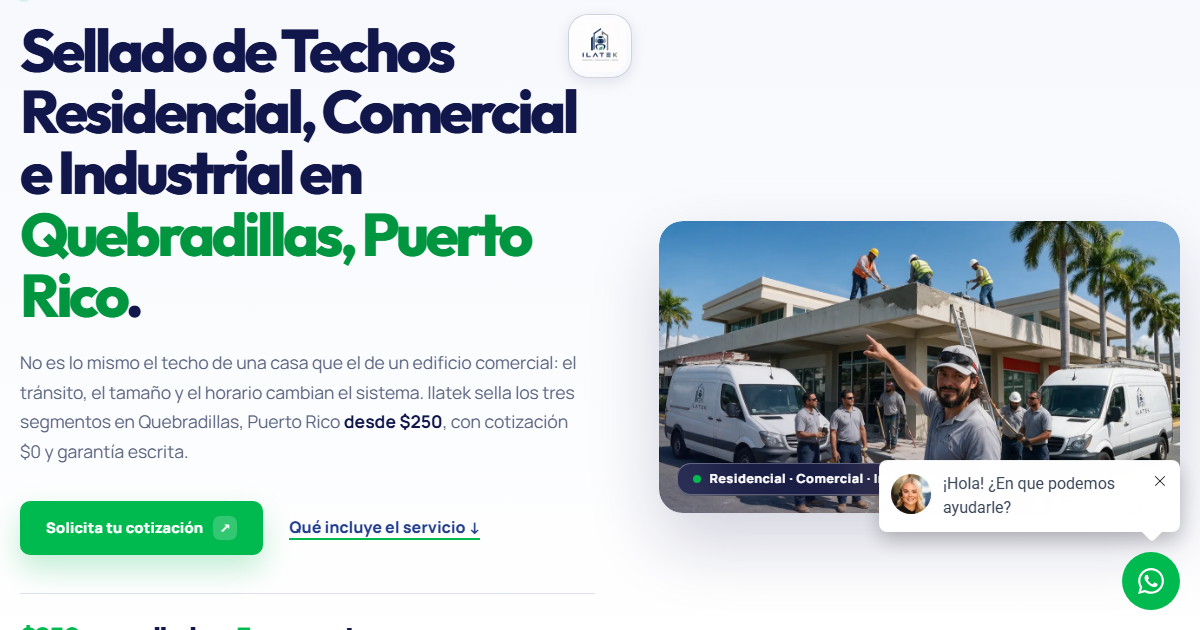 Sellado de Techos
Residencial, Comercial
e Industrial en
Quebradillas, Puerto
Rico.
ILATEK
No es lo mismo el techo de una casa que el de un edificio comercial: el
tránsito, el tamaño y el horario cambian el sistema. Ilatek sella los tres
segmentos en Quebradillas, Puerto Rico desde $250, con cotización
$0 y garantía escrita.
Solicita tu cotización ↗
Qué incluye el servicio ↓
ILATEK
ILATEK
Residencial · Comercial ·
¡Hola! ¿En que podemos
ayudarle?